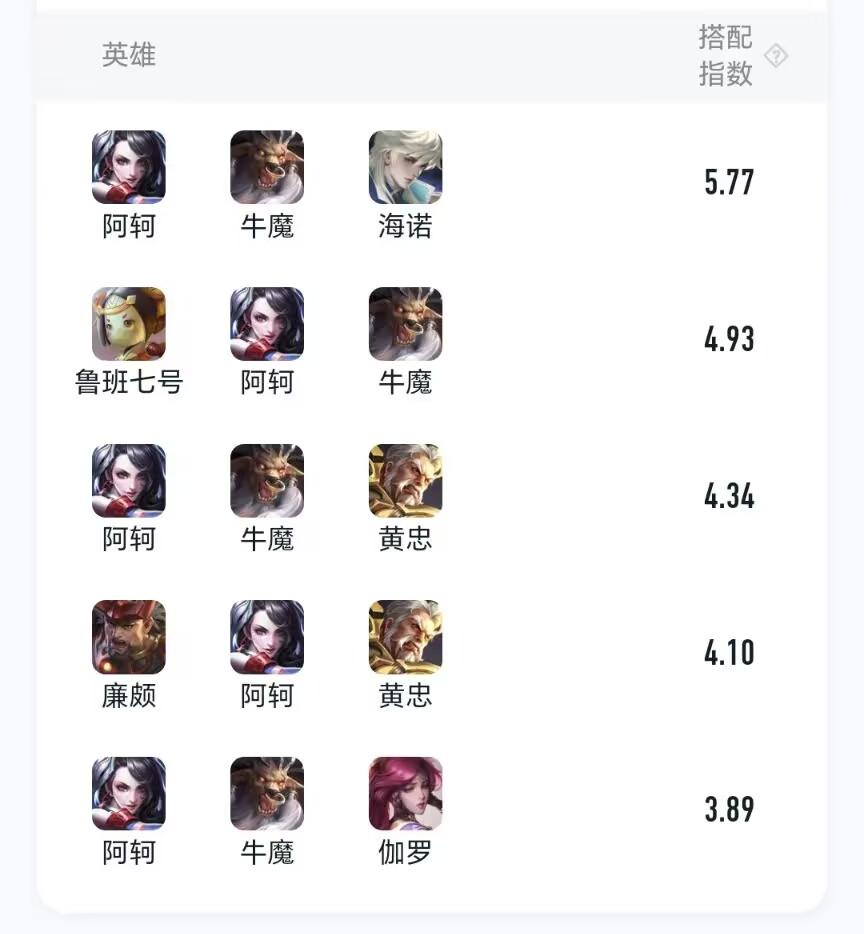 英雄
搭配
指数
?
阿轲 牛魔 海诺
5.77
鲁班七号 阿轲 牛魔
4.93
阿轲 牛魔 黄忠
4.34
廉颇 阿轲 黄忠
4.10
阿轲 牛魔 伽罗
3.89